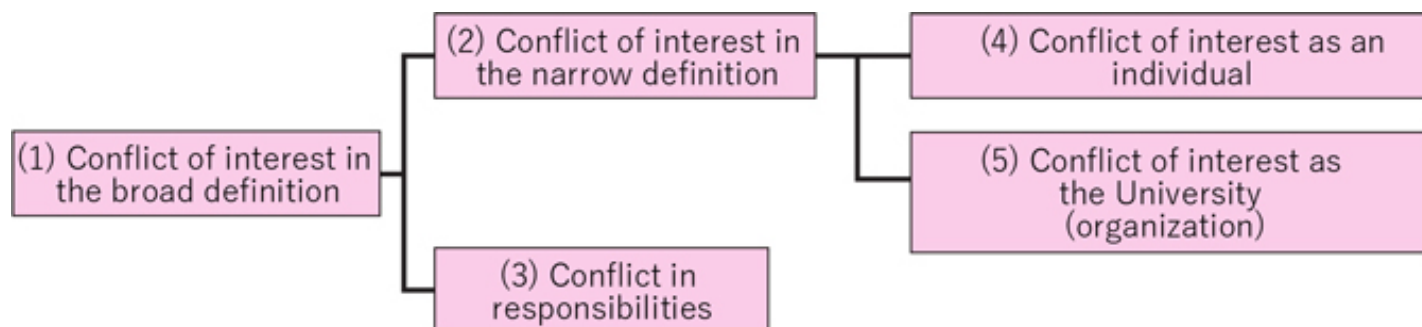 (1) Conflict of interest in
the broad definition
(2) Conflict of interest in
the narrow definition
(3) Conflict in
responsibilities
(4) Conflict of interest as an
individual
(5) Conflict of interest as
the University
(organization)